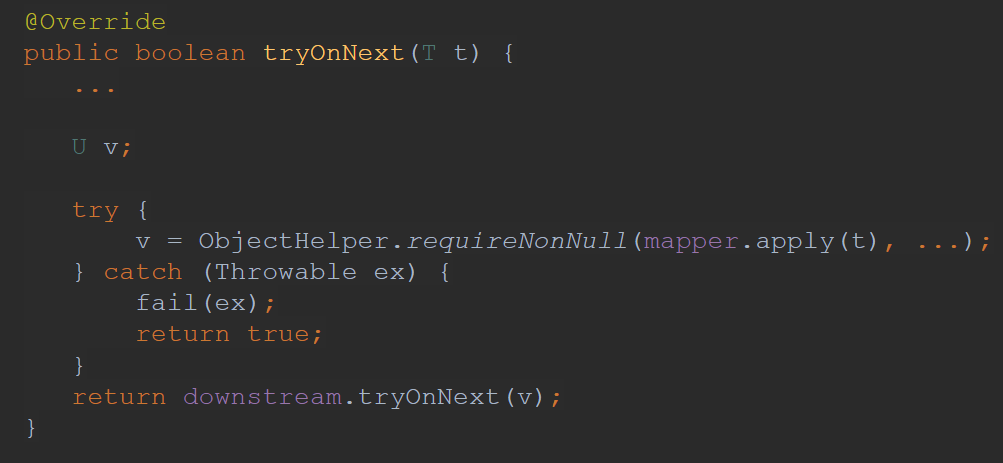 @Override
public boolean tryOnNext(T t) {
...
U v;
try {
v = ObjectHelper.requireNonNull(mapper.apply(t), ...);
} catch (Throwable ex) {
fail(ex);
return true;
}
return downstream.tryOnNext(v);
}